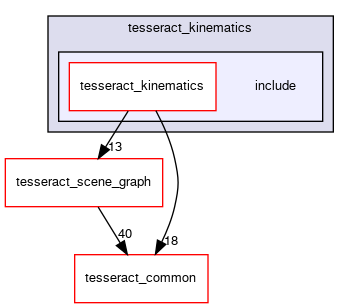 tesseract_kinematics
tesseract_kinematics
include
13
tesseract_scene_graph
40
18
tesseract_common